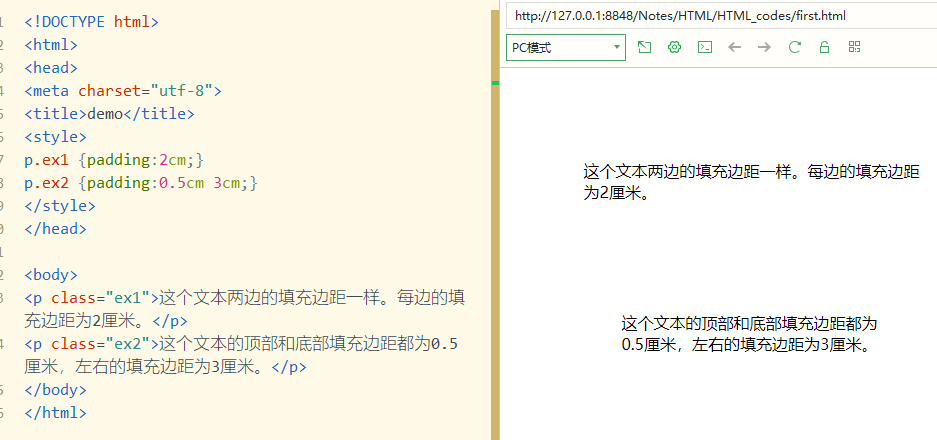 <!DOCTYPE html>
<html>
<head>
<meta charset="utf-8">
<title>demo</title>
<style>
p.ex1 {padding:2cm;}
p.ex2 {padding:0.5cm 3cm;}
</style>
</head>
<body>
<p class="ex1">这个文本两边的填充边距一样。每边的填
充边距为2厘米。</p>
<p class="ex2">这个文本的顶部和底部填充边距都为0.5
厘米，左右的填充边距为3厘米。</p>
</body>
</html>
http://127.0.0.1:8848/Notes/HTML/HTML_codes/first.html
PC模式
这个文本两边的填充边距一样。每边的填充边距
为2厘米。
这个文本的顶部和底部填充边距都为
0.5厘米，左右的填充边距为3厘米。